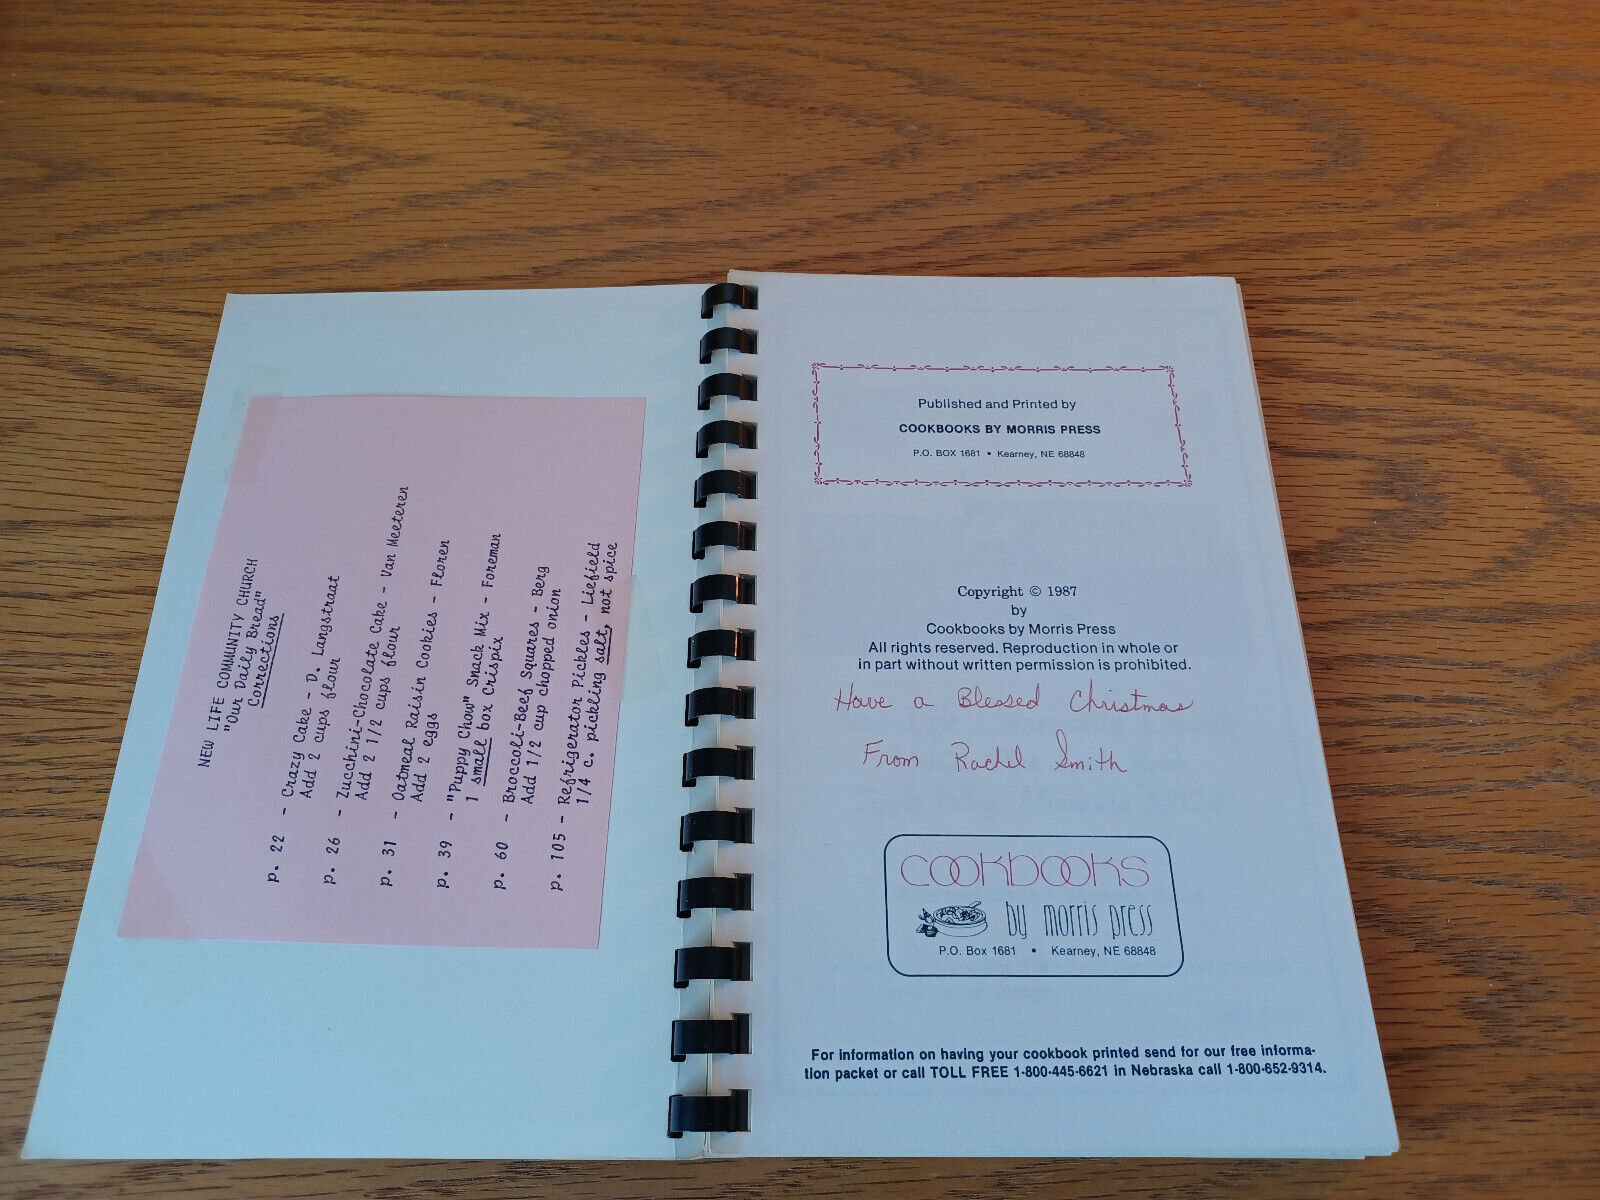 NEW LIFE COMMUNITY CHURCH
"Our Daily Bread"
Corrections
p. 22 - Crazy Cake - D. Langstraat
Add 2 cups flour
p. 26 - Zucchini-Chocolate Cake - Van Meeteren
Add 2 1/2 cups flour
p. 31 - Oatmeal Raisin Cookies - Floren
Add 2 eggs
p. 39 - "Puppy Chow" Snack Mix - Foreman
1 small box Crispix
p. 60 - Broccoli-Beef Squares - Berg
Add 1/2 cup chopped onion
p. 105 - Refrigerator Pickles - Liefield
1/4 c. pickling salt, not spice
Published and Printed by
COOKBOOKS BY MORRIS PRESS
P.O. BOX 1681 • Kearney, NE 68848
Copyright © 1987
by
Cookbooks by Morris Press
All rights reserved. Reproduction in whole or
in part without written permission is prohibited.
Have a Blessed Christmas
From Rachel Smith
COOKBOOKS
by morris press
P.O. Box 1681 • Kearney, NE 68848
For information on having your cookbook printed send for our free informa-
tion packet or call TOLL FREE 1-800-445-6621 in Nebraska call 1-800-652-9314.